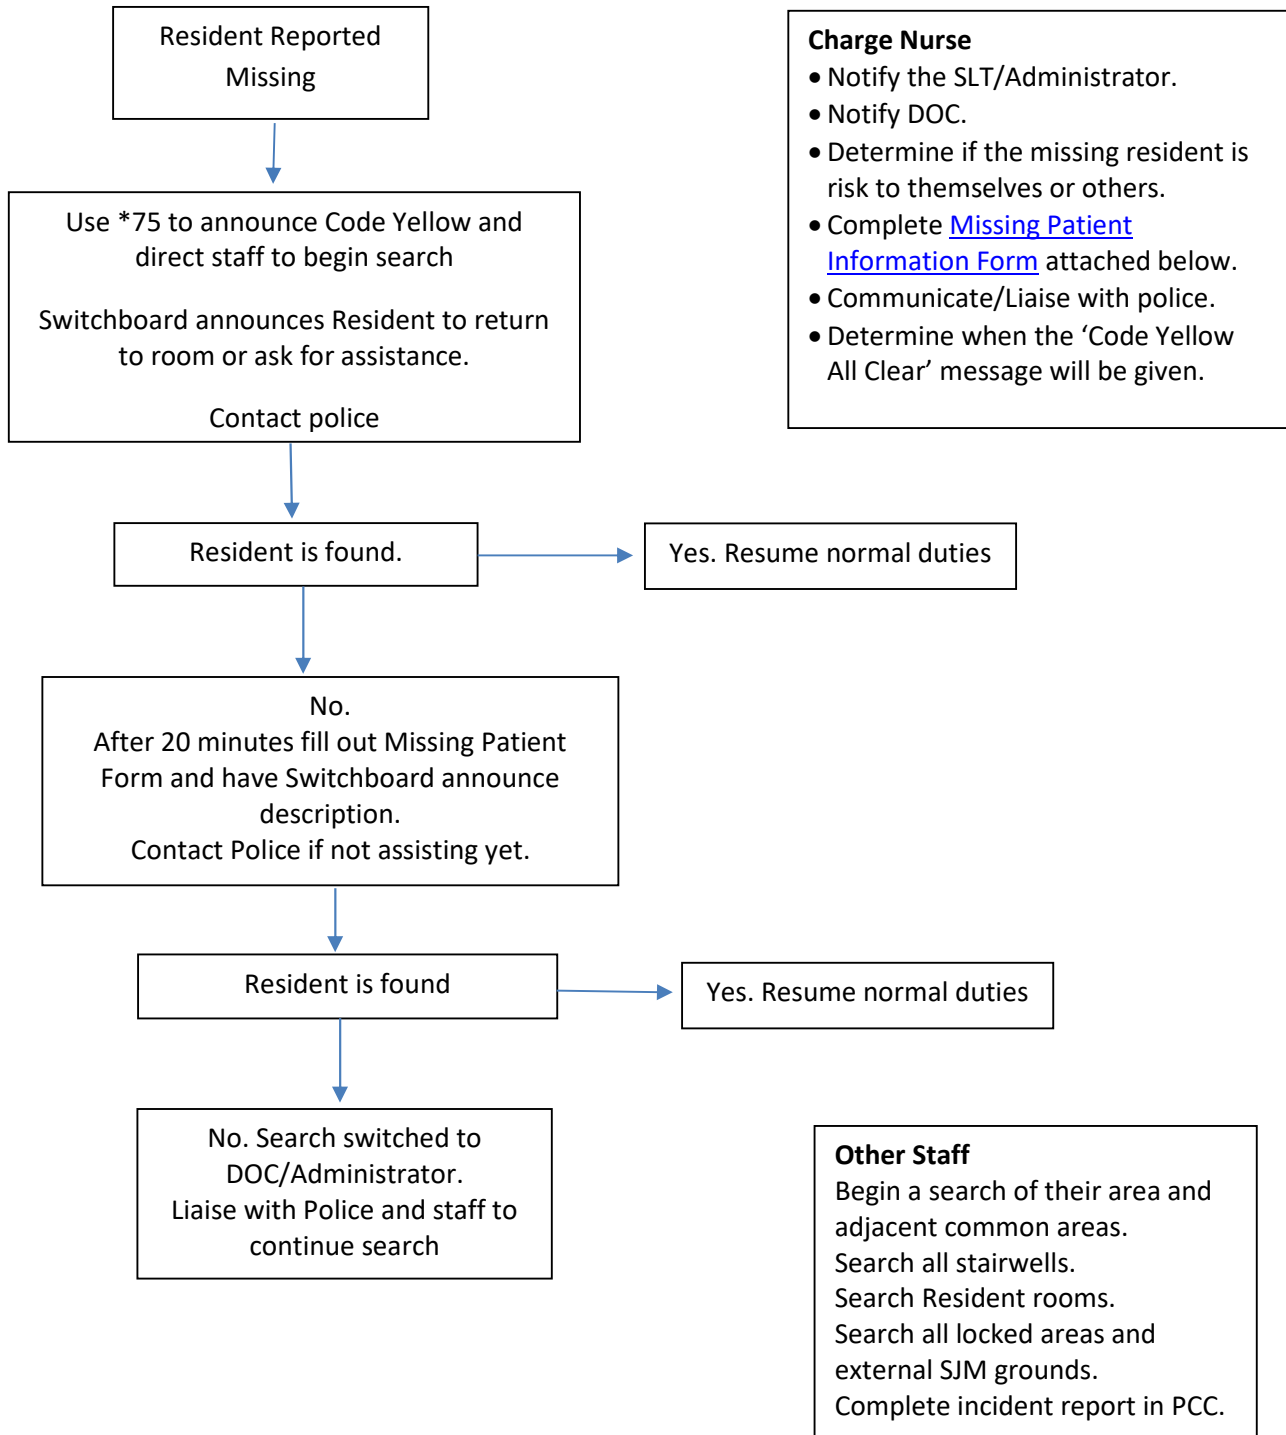 Resident Reported
Missing
Charge Nurse
• Notify the SLT/Administrator.
• Notify DOC.
• Determine if the missing resident is
risk to themselves or others.
• Complete Missing Patient
Information Form attached below.
• Communicate/Liaise with police.
• Determine when the ‘Code Yellow
All Clear’ message will be given.
Use *75 to announce Code Yellow and
direct staff to begin search
Switchboard announces Resident to return
to room or ask for assistance.
Contact police
Resident is found.
Yes. Resume normal duties
No.
After 20 minutes fill out Missing Patient
Form and have Switchboard announce
description.
Contact Police if not assisting yet.
Resident is found
Yes. Resume normal duties
No. Search switched to
DOC/Administrator.
Liaise with Police and staff to
continue search
Other Staff
Begin a search of their area and
adjacent common areas.
Search all stairwells.
Search Resident rooms.
Search all locked areas and
external SJM grounds.
Complete incident report in PCC.